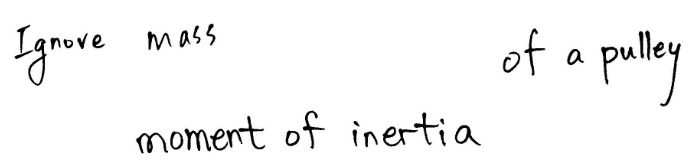 Ignore mass of a pulley
moment of inertia